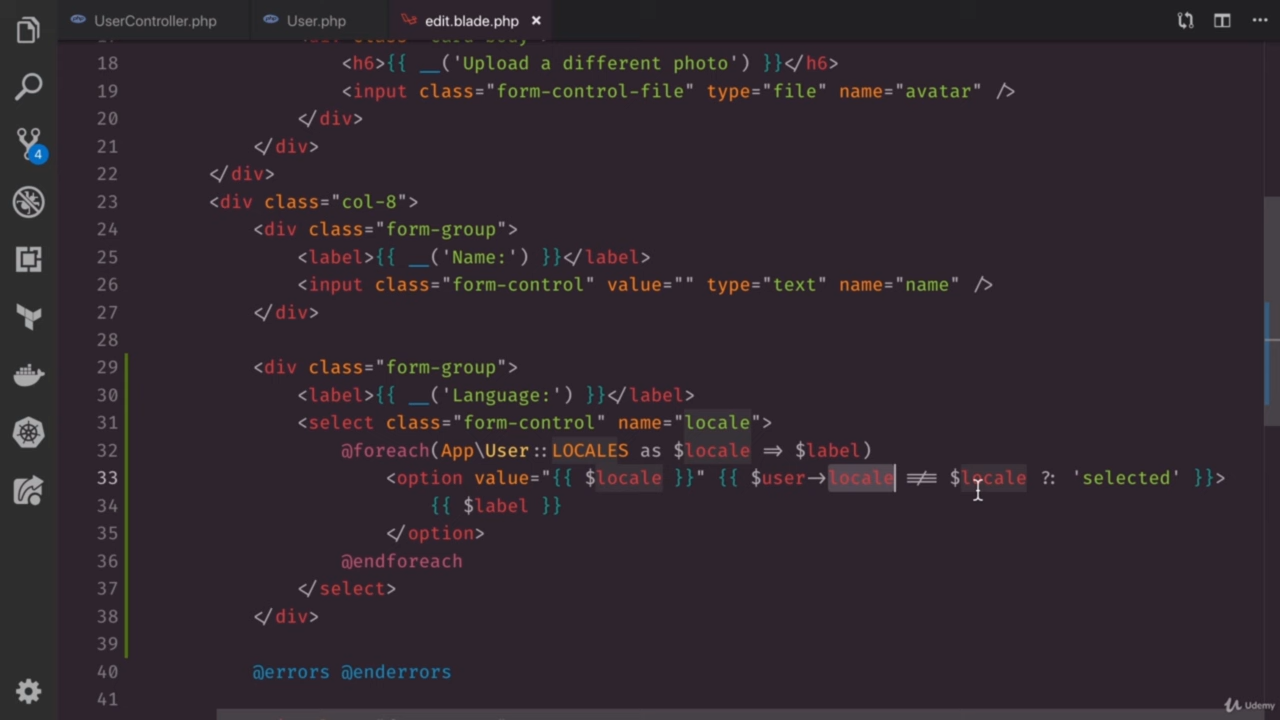 UserController.php
User.php
edit.blade.php
18 <h6>{{ __('Upload a different photo') }}</h6>
19 <input class="form-control-file" type="file" name="avatar" />
20 </div>
21 </div>
22 </div>
23 <div class="col-8">
24 <div class="form-group">
25 <label>{{ __('Name:') }}</label>
26 <input class="form-control" value="" type="text" name="name" />
27 </div>
28
29 <div class="form-group">
30 <label>{{ __('Language:') }}</label>
31 <select class="form-control" name="locale">
32 @foreach(App\User::LOCALES as $locale => $label)
33 <option value="{{ $locale }}" {{ $user->locale !== $locale ?: 'selected' }}>
34 {{ $label }}
35 </option>
36 @endforeach
37 </select>
38 </div>
39
40 @errors @enderrors
41
4
Udemy